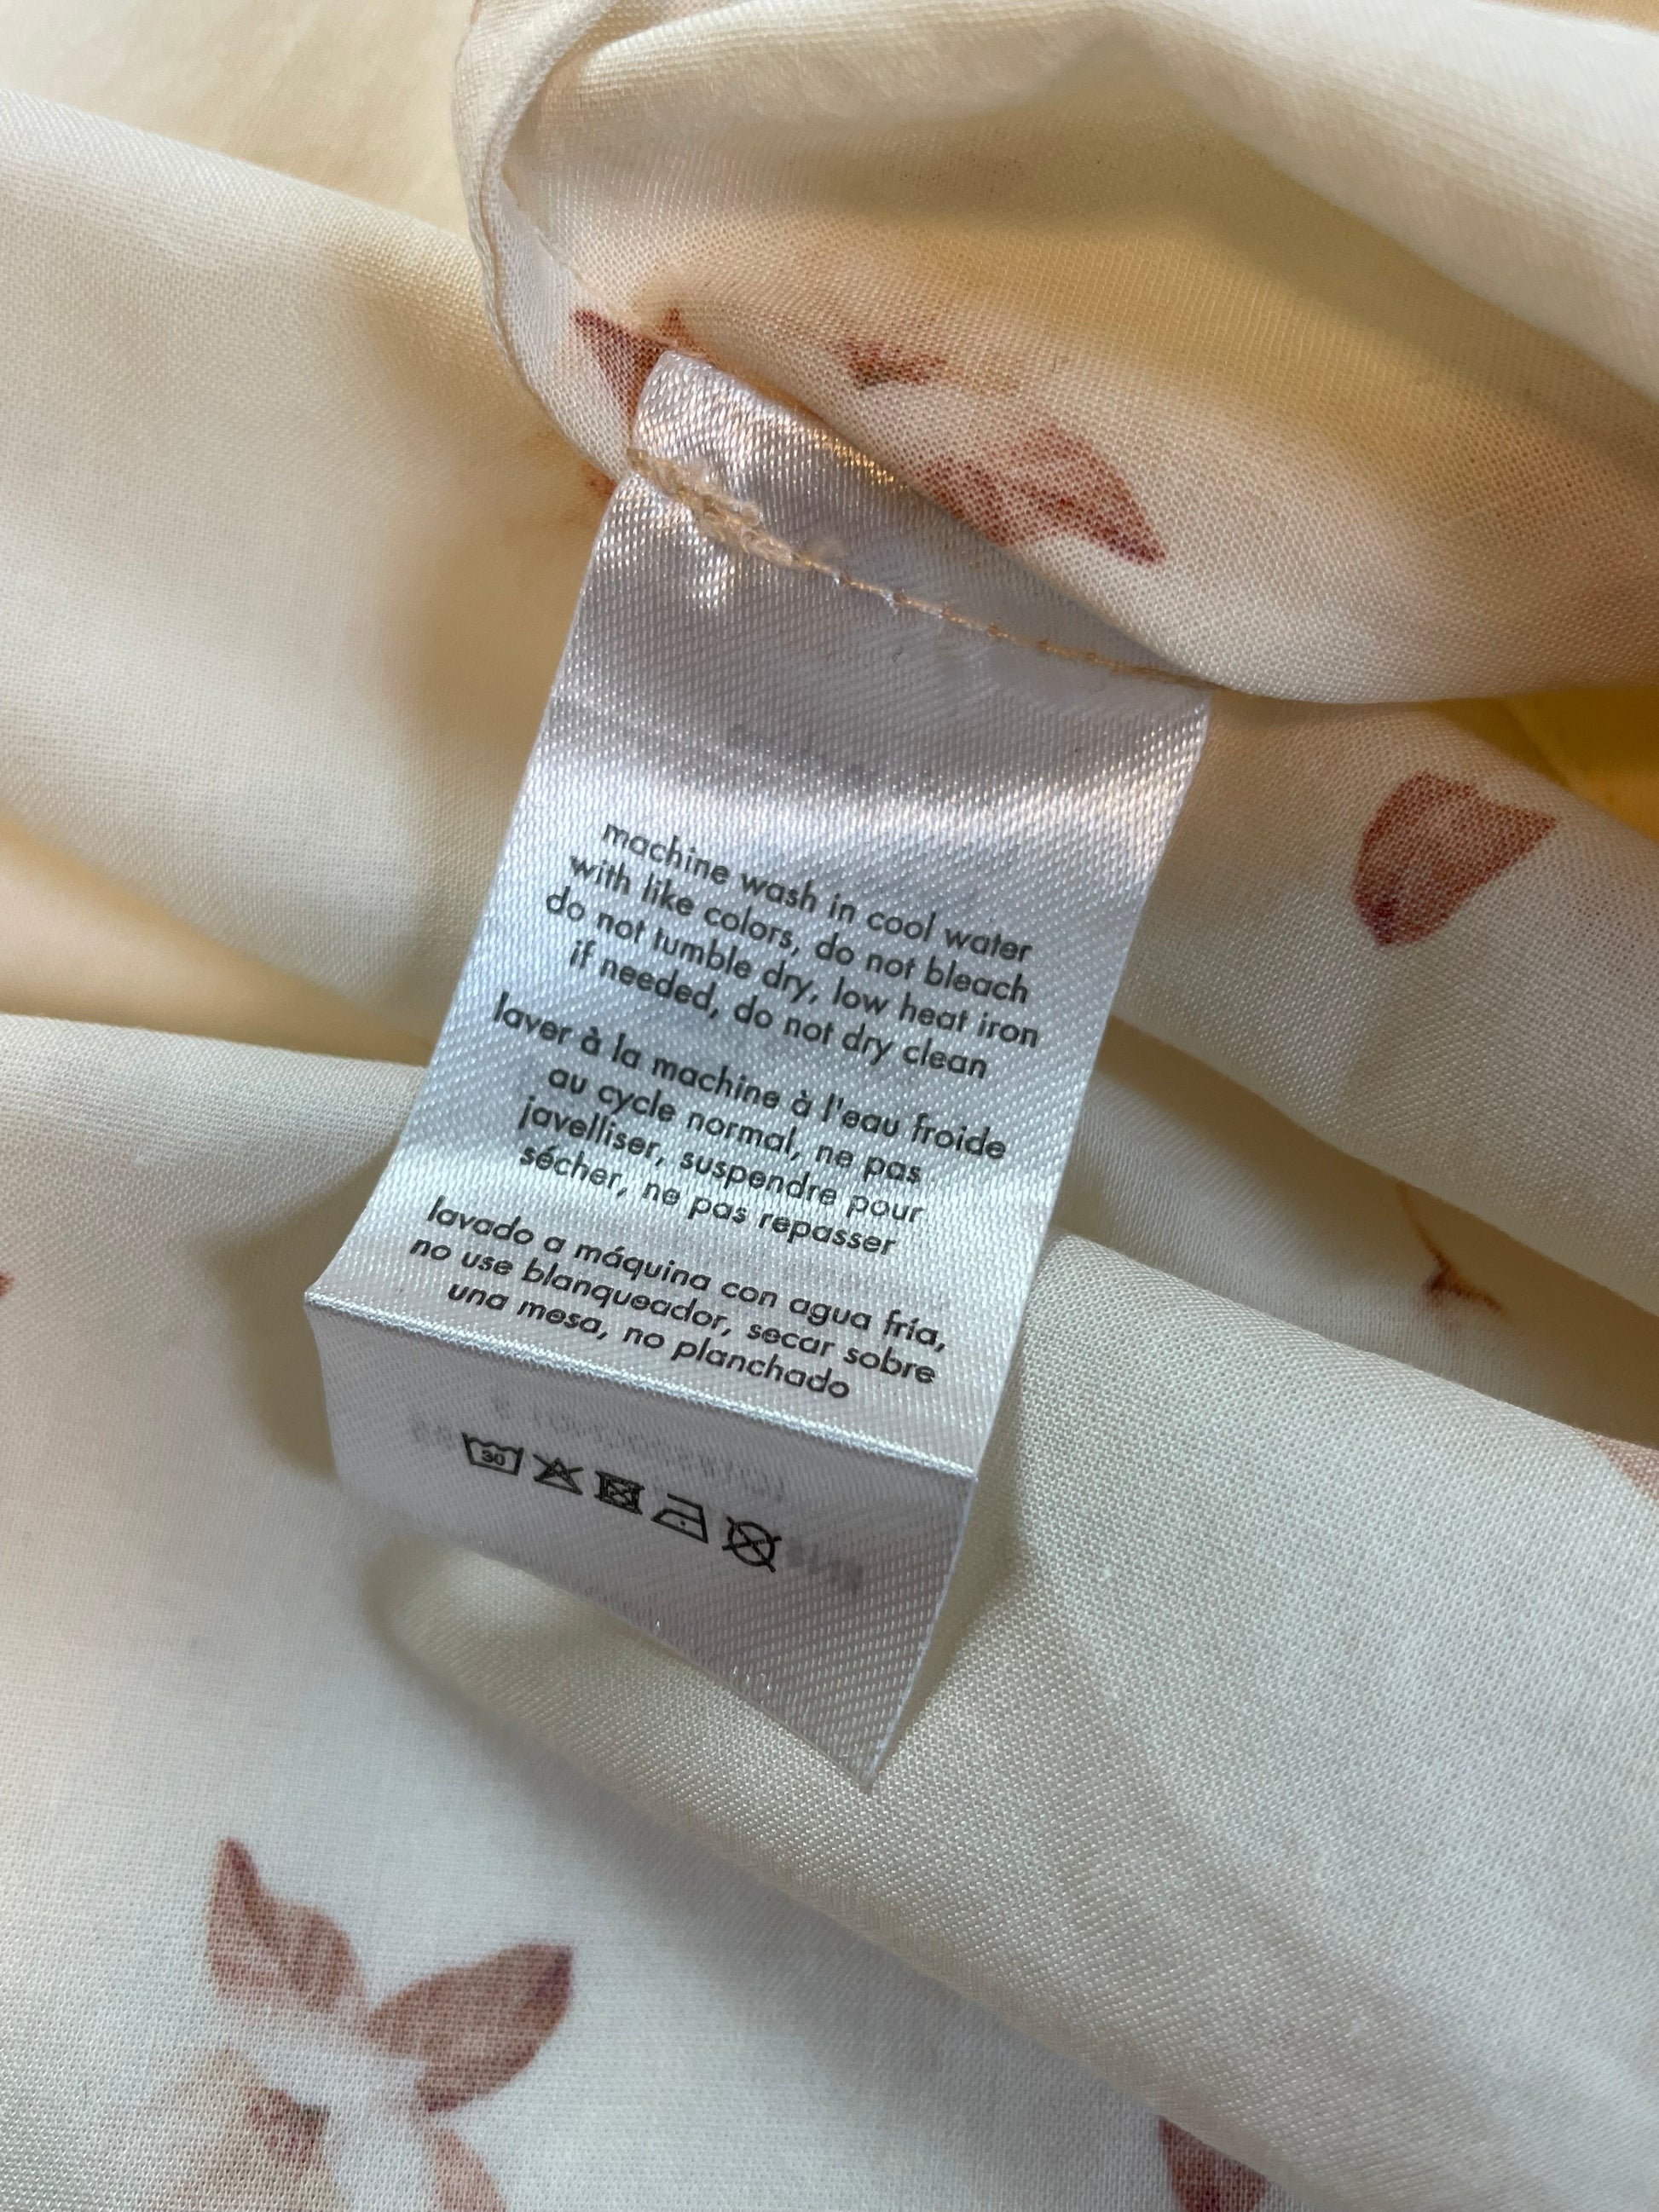 machine wash in cool water
with like colors, do not bleach
do not tumble dry, low heat iron
if needed, do not dry clean
laver à la machine à l'eau froide
au cycle normal, ne pas
javelliser, suspendre pour
sécher, ne pas repasser
lavado a máquina con agua fría,
no use blanqueador, secar sobre
una mesa, no planchado
30